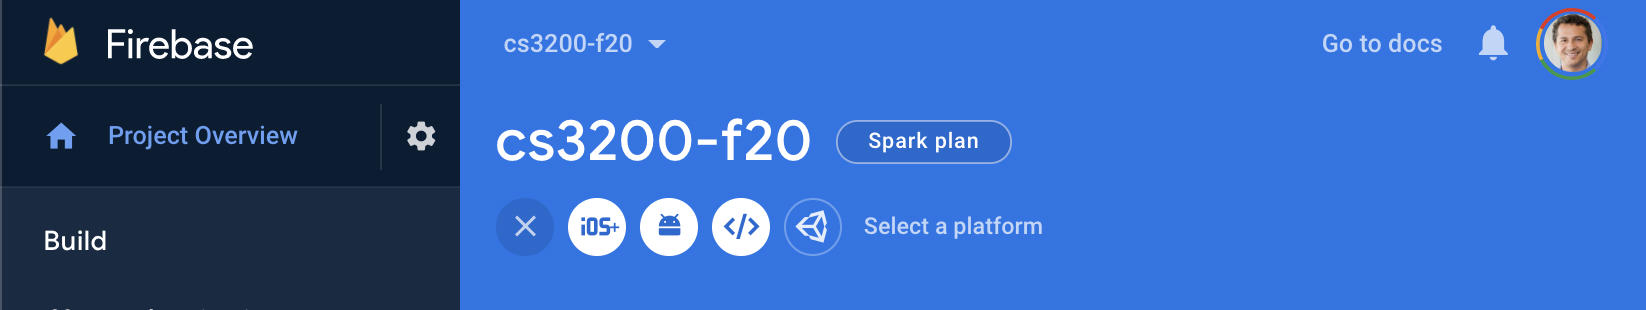 Firebase
cs3200-f20
Go to docs
Project Overview
cs3200-f20
Spark plan
iOS+
</>
Select a platform
Build